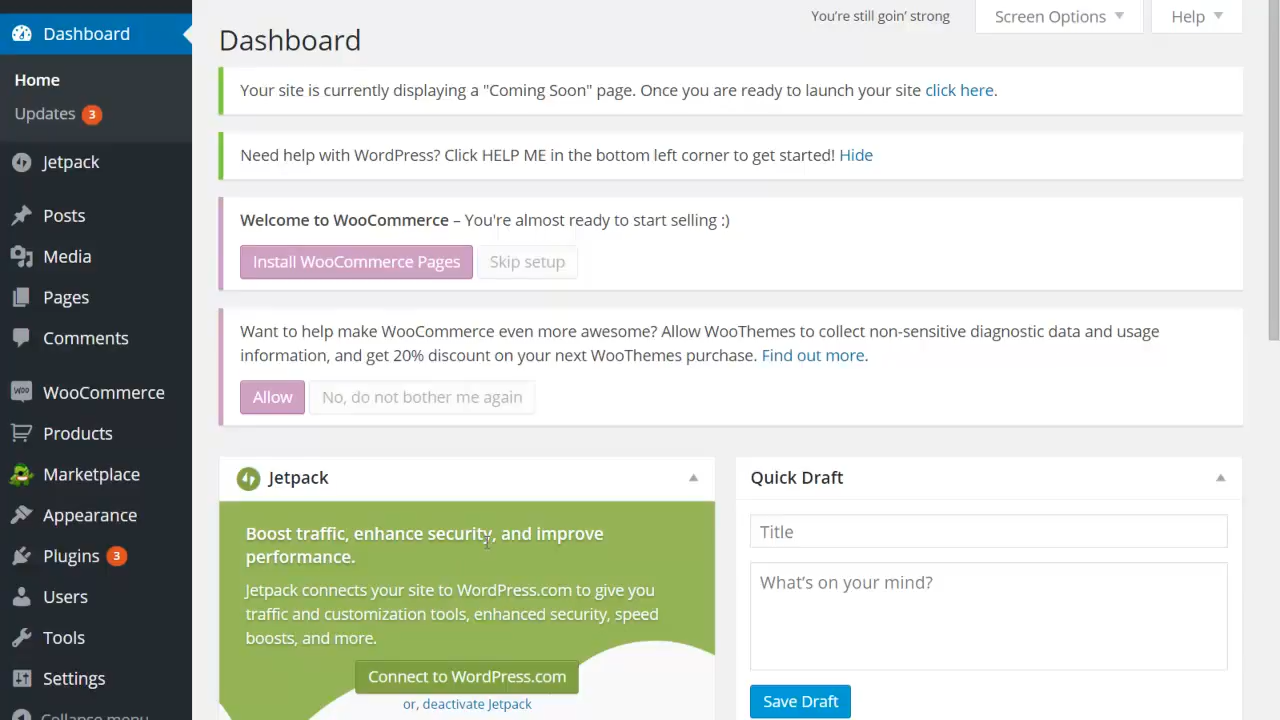 Dashboard
Home
Updates 3
Jetpack
Posts
Media
Pages
Comments
WooCommerce
Products
Marketplace
Appearance
Plugins 3
Users
Tools
Settings
Collapse menu
You're still goin' strong
Screen Options
Help
Dashboard
Your site is currently displaying a "Coming Soon" page. Once you are ready to launch your site click here.
Need help with WordPress? Click HELP ME in the bottom left corner to get started! Hide
Welcome to WooCommerce – You're almost ready to start selling :)
Install WooCommerce Pages
Skip setup
Want to help make WooCommerce even more awesome? Allow WooThemes to collect non-sensitive diagnostic data and usage
information, and get 20% discount on your next WooThemes purchase. Find out more.
Allow
No, do not bother me again
Jetpack
Boost traffic, enhance security, and improve
performance.
Jetpack connects your site to WordPress.com to give you
traffic and customization tools, enhanced security, speed
boosts, and more.
Connect to WordPress.com
or, deactivate Jetpack
Quick Draft
Title
What's on your mind?
Save Draft